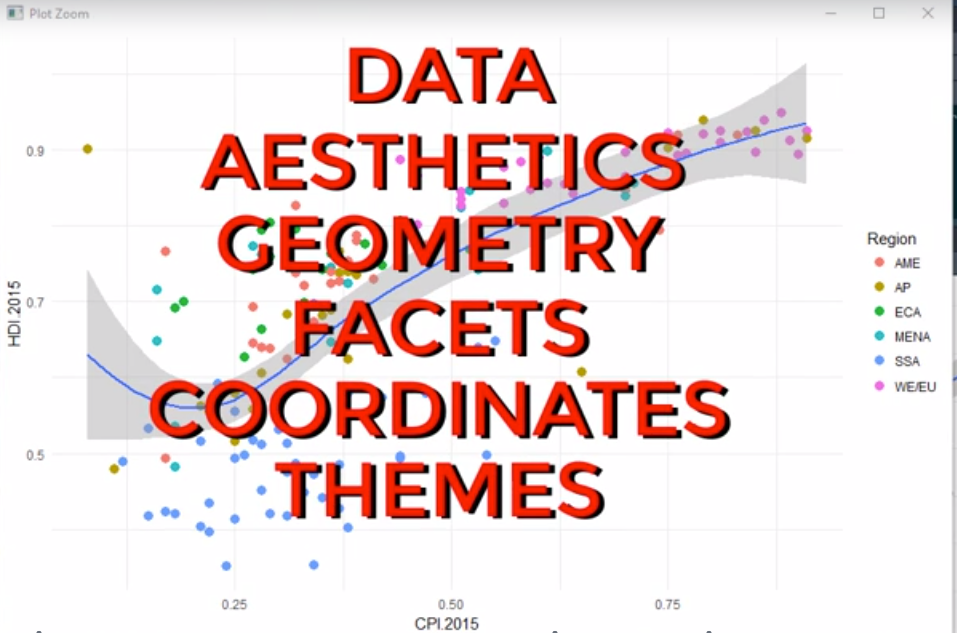 Plot Zoom
DATA
AESTHETICS
GEOMETRY
FACETS
COORDINATES
THEMES
0.9
0.7
0.5
HDI.2015
0.25 0.50 0.75
CPI.2015
Region
AME
AP
ECA
MENA
SSA
WE/EU